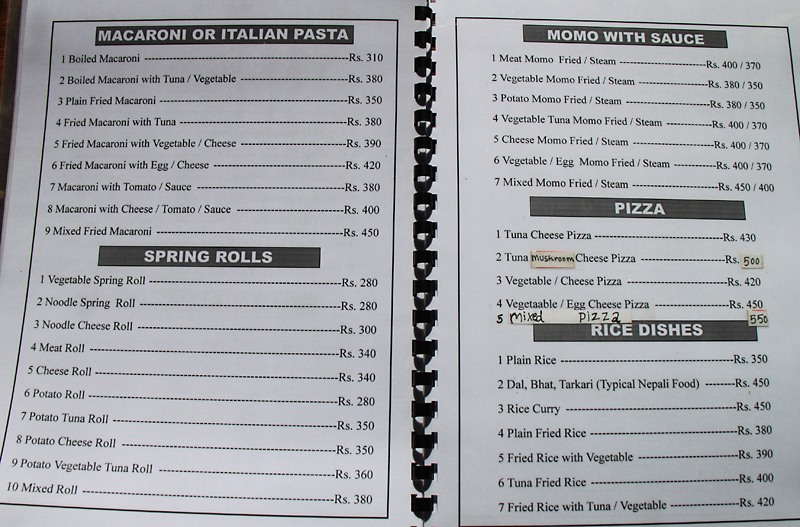 MACARONI OR ITALIAN PASTA
1 Boiled Macaroni ---------- Rs. 310
2 Boiled Macaroni with Tuna / Vegetable ---------- Rs. 380
3 Plain Fried Macaroni ---------- Rs. 350
4 Fried Macaroni with Tuna ---------- Rs. 380
5 Fried Macaroni with Vegetable / Cheese ---------- Rs. 390
6 Fried Macaroni with Egg / Cheese ---------- Rs. 420
7 Macaroni with Tomato / Sauce ---------- Rs. 380
8 Macaroni with Cheese / Tomato / Sauce ---------- Rs. 400
9 Mixed Fried Macaroni ---------- Rs. 450
SPRING ROLLS
1 Vegetable Spring Roll ---------- Rs. 280
2 Noodle Spring Roll ---------- Rs. 280
3 Noodle Cheese Roll ---------- Rs. 300
4 Meat Roll ---------- Rs. 340
5 Cheese Roll ---------- Rs. 340
6 Potato Roll ---------- Rs. 280
7 Potato Tuna Roll ---------- Rs. 350
8 Potato Cheese Roll ---------- Rs. 350
9 Potato Vegetable Tuna Roll ---------- Rs. 360
10 Mixed Roll ---------- Rs. 380
MOMO WITH SAUCE
1 Meat Momo Fried / Steam ---------- Rs. 400 / 370
2 Vegetable Momo Fried / Steam ---------- Rs. 380 / 350
3 Potato Momo Fried / Steam ---------- Rs. 380 / 350
4 Vegetable Tuna Momo Fried / Steam ---------- Rs. 400 / 370
5 Cheese Momo Fried / Steam ---------- Rs. 400 / 370
6 Vegetable / Egg Momo Fried / Steam ---------- Rs. 400 / 370
7 Mixed Momo Fried / Steam ---------- Rs. 450 / 400
PIZZA
1 Tuna Cheese Pizza ---------- Rs. 430
2 Tuna mushroom Cheese Pizza ---------- Rs. 500
3 Vegetable / Cheese Pizza ---------- Rs. 420
4 Vegetaable / Egg Cheese Pizza ---------- Rs. 450
5 mixed pizza 550
RICE DISHES
1 Plain Rice ---------- Rs. 350
2 Dal, Bhat, Tarkari (Typical Nepali Food) ------- Rs. 450
3 Rice Curry ---------- Rs. 450
4 Plain Fried Rice ---------- Rs. 380
5 Fried Rice with Vegetable ---------- Rs. 390
6 Tuna Fried Rice ---------- Rs. 400
7 Fried Rice with Tuna / Vegetable ---------- Rs. 420